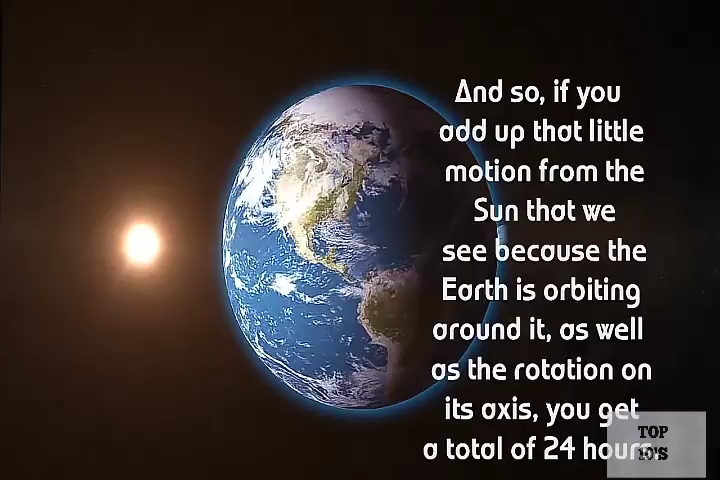 And so, if you
add up that little
motion from the
Sun that we
see because the
Earth is orbiting
around it, as well
as the rotation on
its axis, you get
a total of 24 hours.
TOP
10'S